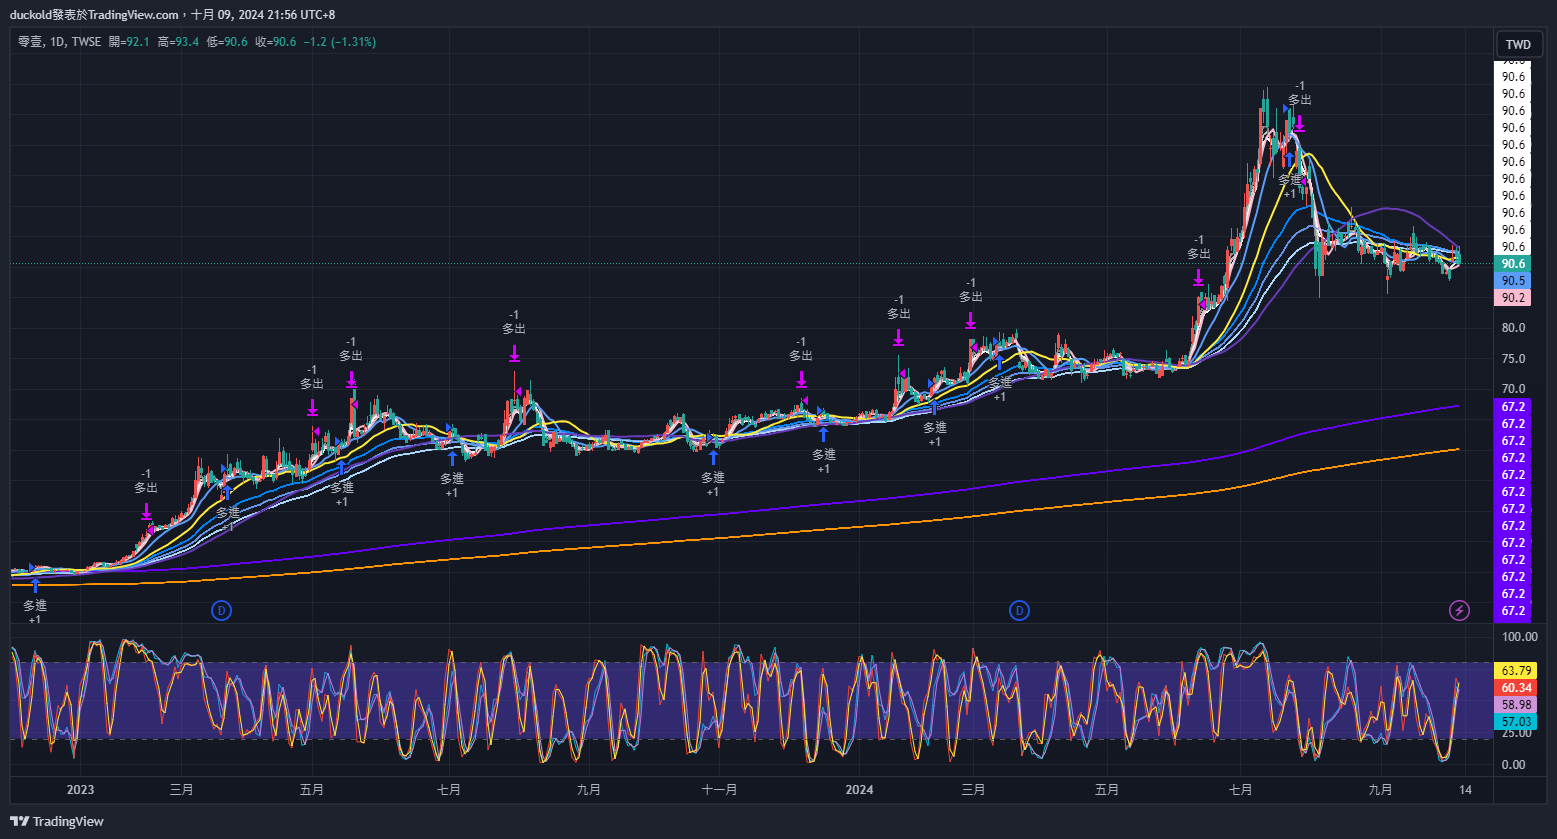 duckold發表於TradingView.com，十月 09, 2024 21:56 UTC+8
零壹, 1D, TWSE 開=92.1 高=93.4 低=90.6 收=90.6 −1.2 (−1.31%)
TWD
90.6
90.6
90.6
90.6
90.6
90.6
90.6
90.6
90.6
90.6
90.6
90.6
90.6
90.5
90.2
80.0
75.0
70.0
67.2
67.2
67.2
67.2
67.2
67.2
67.2
67.2
67.2
67.2
67.2
67.2
67.2
-1
多出
多進
+1
-1
多出
-1
多出
-1
多出
-1
多出
-1
多出
多進
+1
-1
多出
多進
+1
-1
多出
多進
+1
多進
+1
-1
多出
多進
+1
多進
+1
多進
+1
-1
多出
多進
+1
多進
+1
D
D
100.00
63.79
60.34
58.98
57.03
25.00
0.00
2023 三月 五月 七月 九月 十一月 2024 三月 五月 七月 九月 14
TradingView